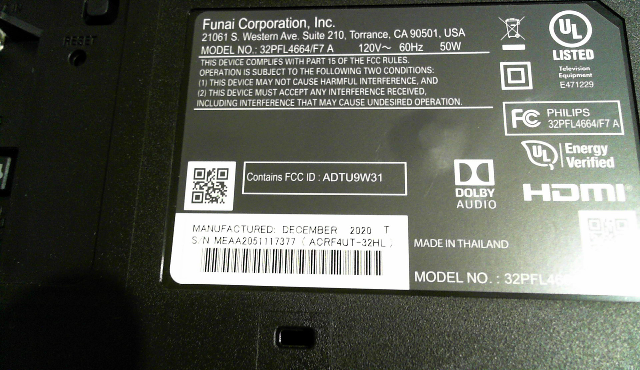 RESET
Funai Corporation, Inc.
21061 S. Western Ave. Suite 210, Torrance, CA 90501, USA
MODEL NO.: 32PFL4664/F7 A 120V~ 60Hz 50W
THIS DEVICE COMPLIES WITH PART 15 OF THE FCC RULES.
OPERATION IS SUBJECT TO THE FOLLOWING TWO CONDITIONS:
(1) THIS DEVICE MAY NOT CAUSE HARMFUL INTERFERENCE, AND
(2) THIS DEVICE MUST ACCEPT ANY INTERFERENCE RECEIVED,
INCLUDING INTERFERENCE THAT MAY CAUSE UNDESIRED OPERATION.
UL
LISTED
Television
Equipment
E471229
FC PHILIPS
32PFL4664/F7 A
UL Energy
Verified
Contains FCC ID : ADTU9W31
DOLBY
AUDIO
HDMI
MANUFACTURED: DECEMBER 2020 T
S/N MEAA2051117377 (ACRF4UT-32HL)
MADE IN THAILAND
MODEL NO. : 32PFL46